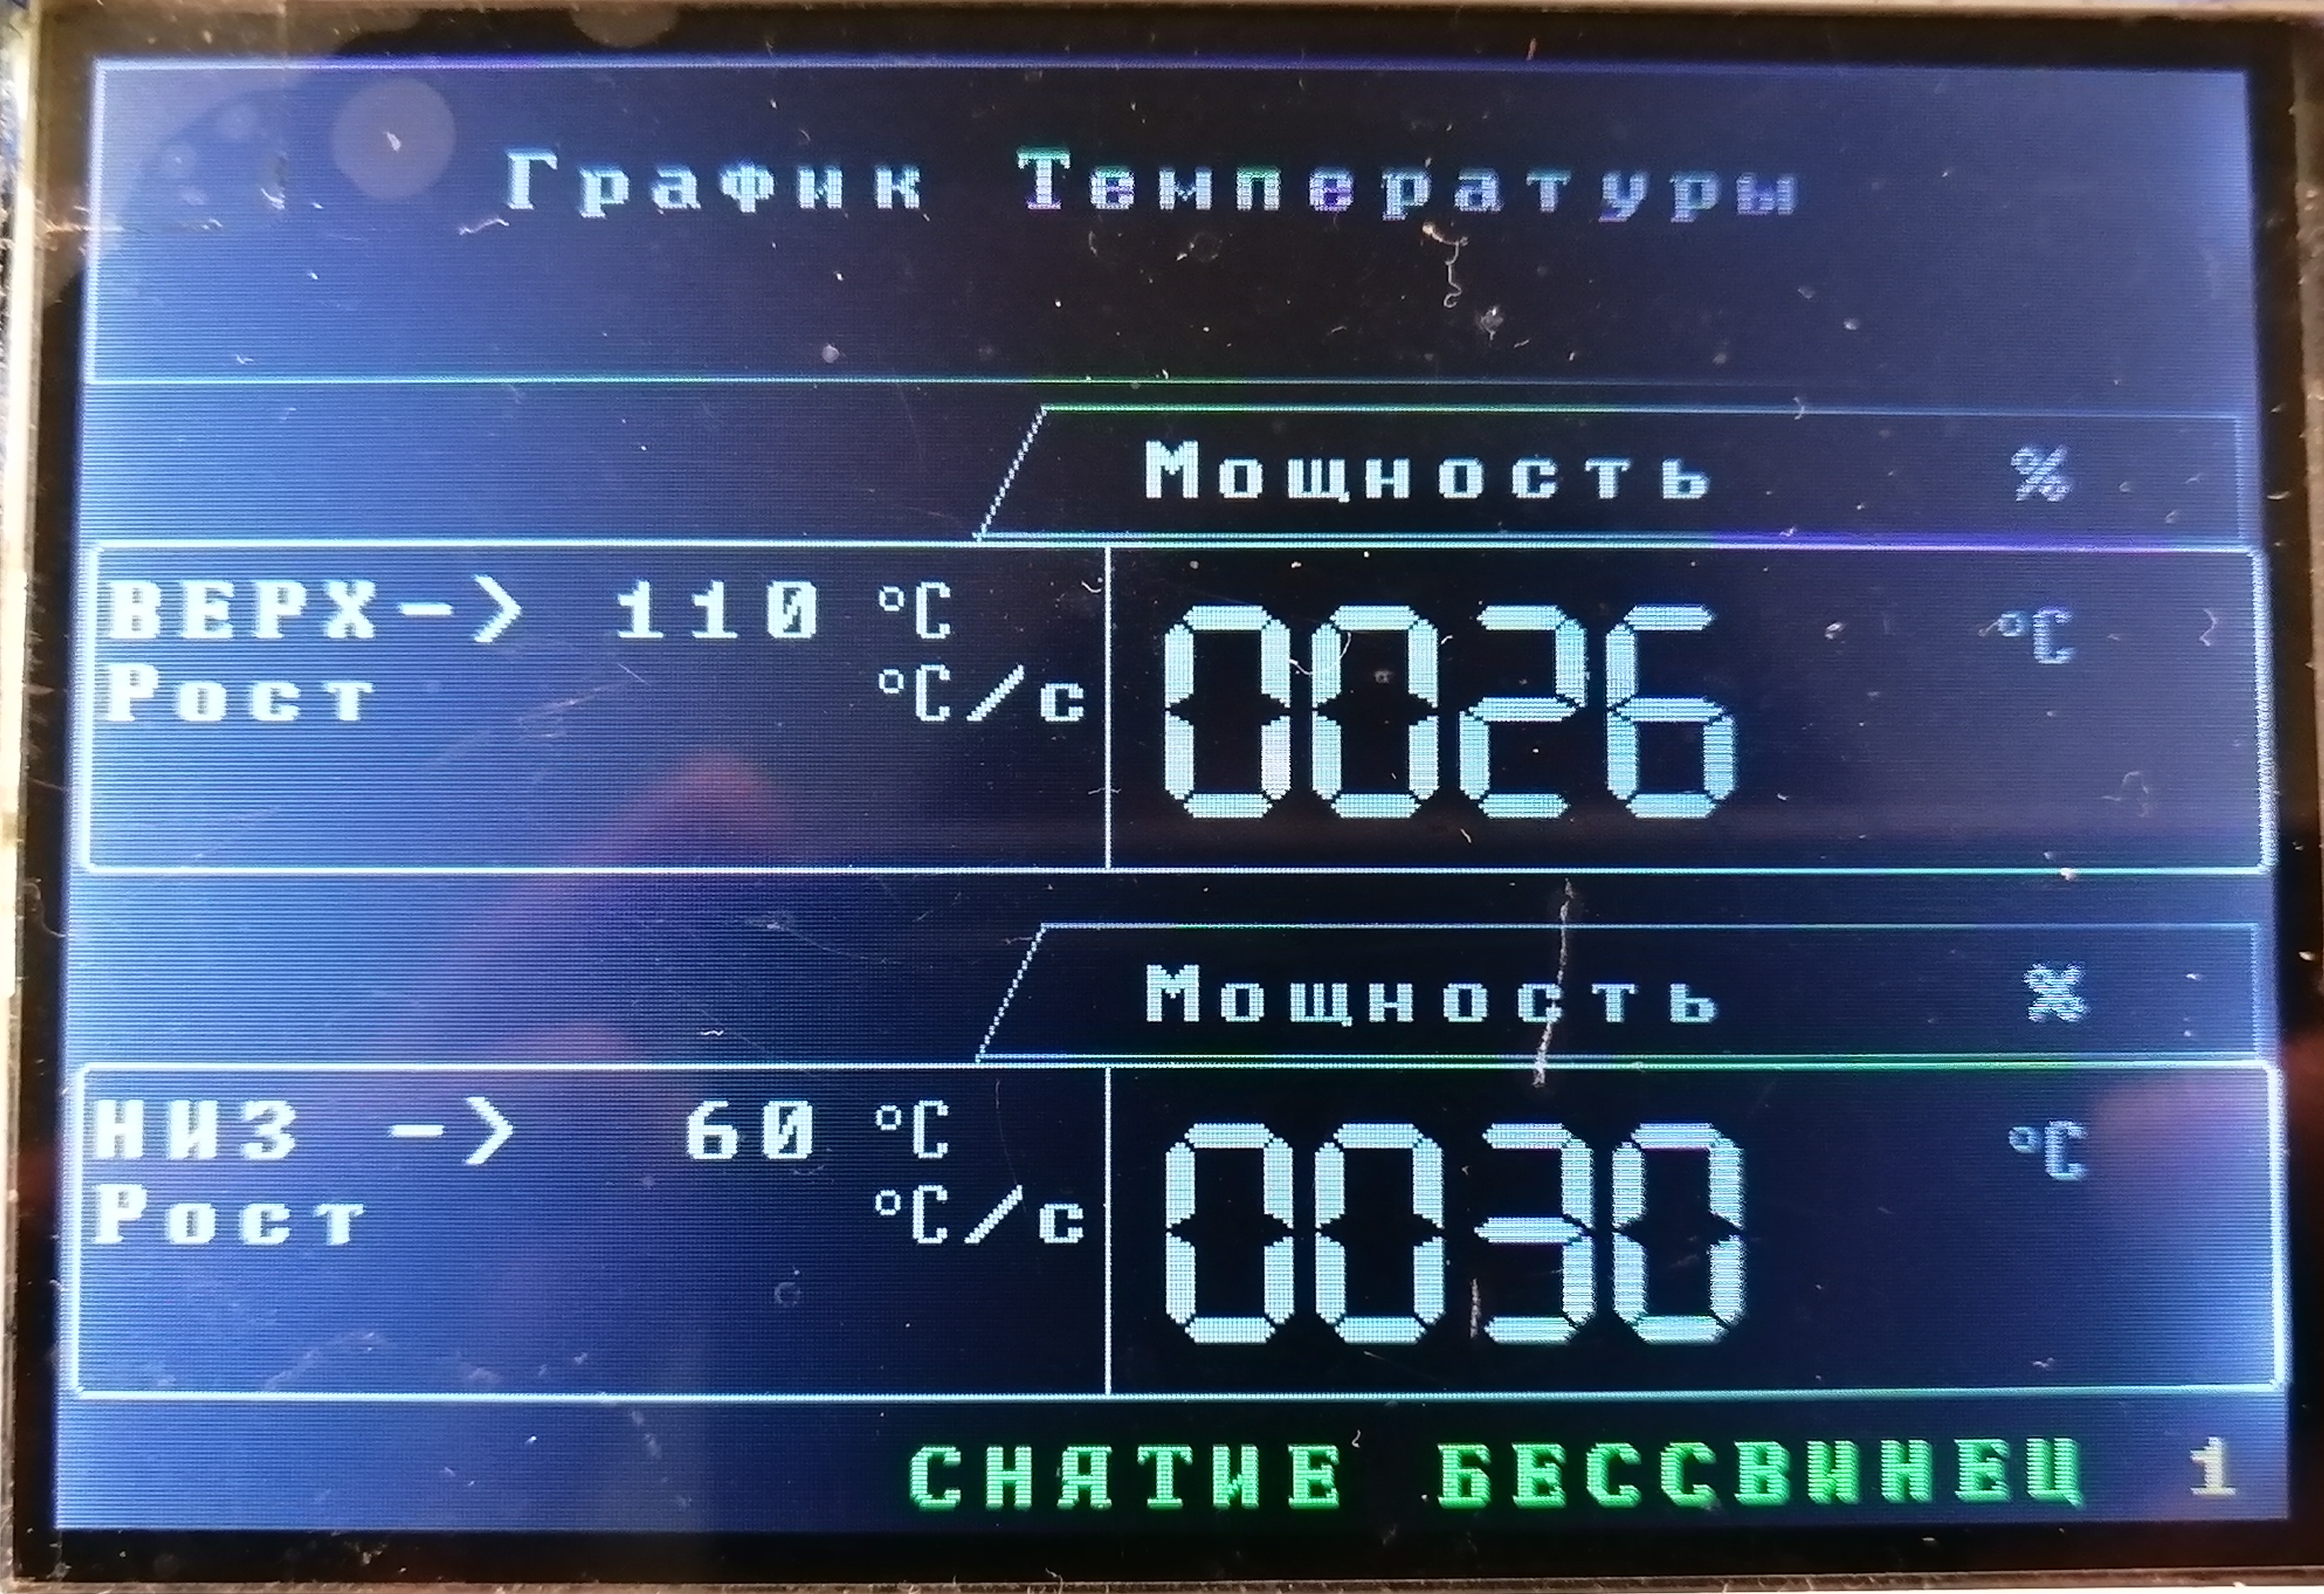 График Температуры
Мощность %
ВЕРХ-> 110 °C
0026 °C
Рост °C/с
Мощность %
НИЗ -> 60 °C
0030 °C
Рост °C/с
СНЯТИЕ БЕССВИНЕЦ 1